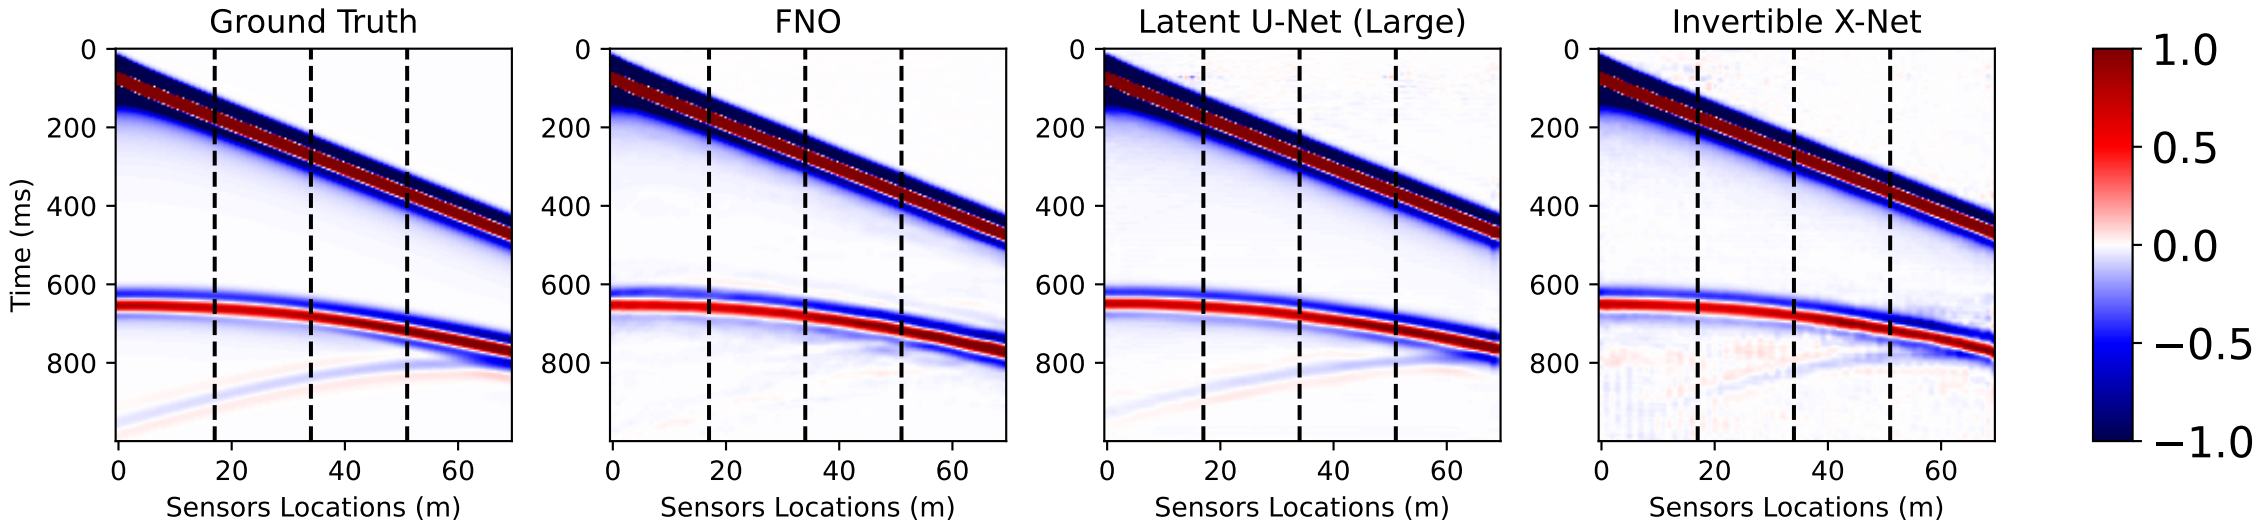 Ground Truth
FNO
Latent U-Net (Large)
Invertible X-Net
Time (ms)
0
200
400
600
800
0 20 40 60
Sensors Locations (m)
0
200
400
600
800
0 20 40 60
Sensors Locations (m)
0
200
400
600
800
0 20 40 60
Sensors Locations (m)
0
200
400
600
800
0 20 40 60
Sensors Locations (m)
1.0
0.5
0.0
−0.5
−1.0